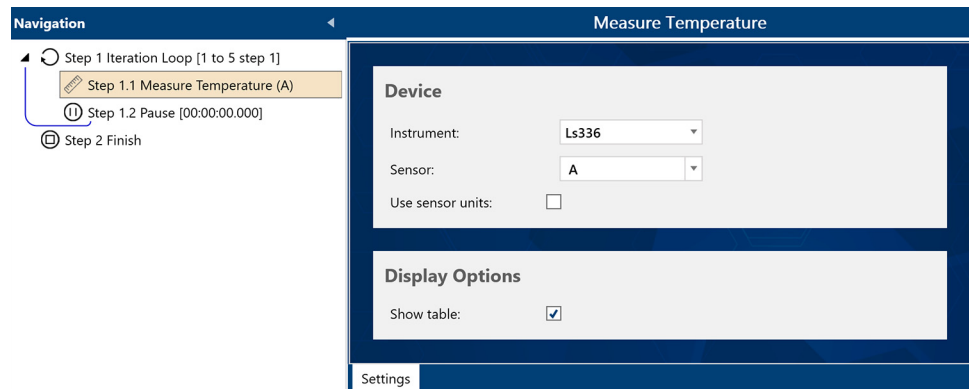 Navigation
Step 1 Iteration Loop [1 to 5 step 1]
Step 1.1 Measure Temperature (A)
Step 1.2 Pause [00:00:00.000]
Step 2 Finish
Measure Temperature
Device
Instrument: Ls336
Sensor: A
Use sensor units:
Display Options
Show table:
Settings